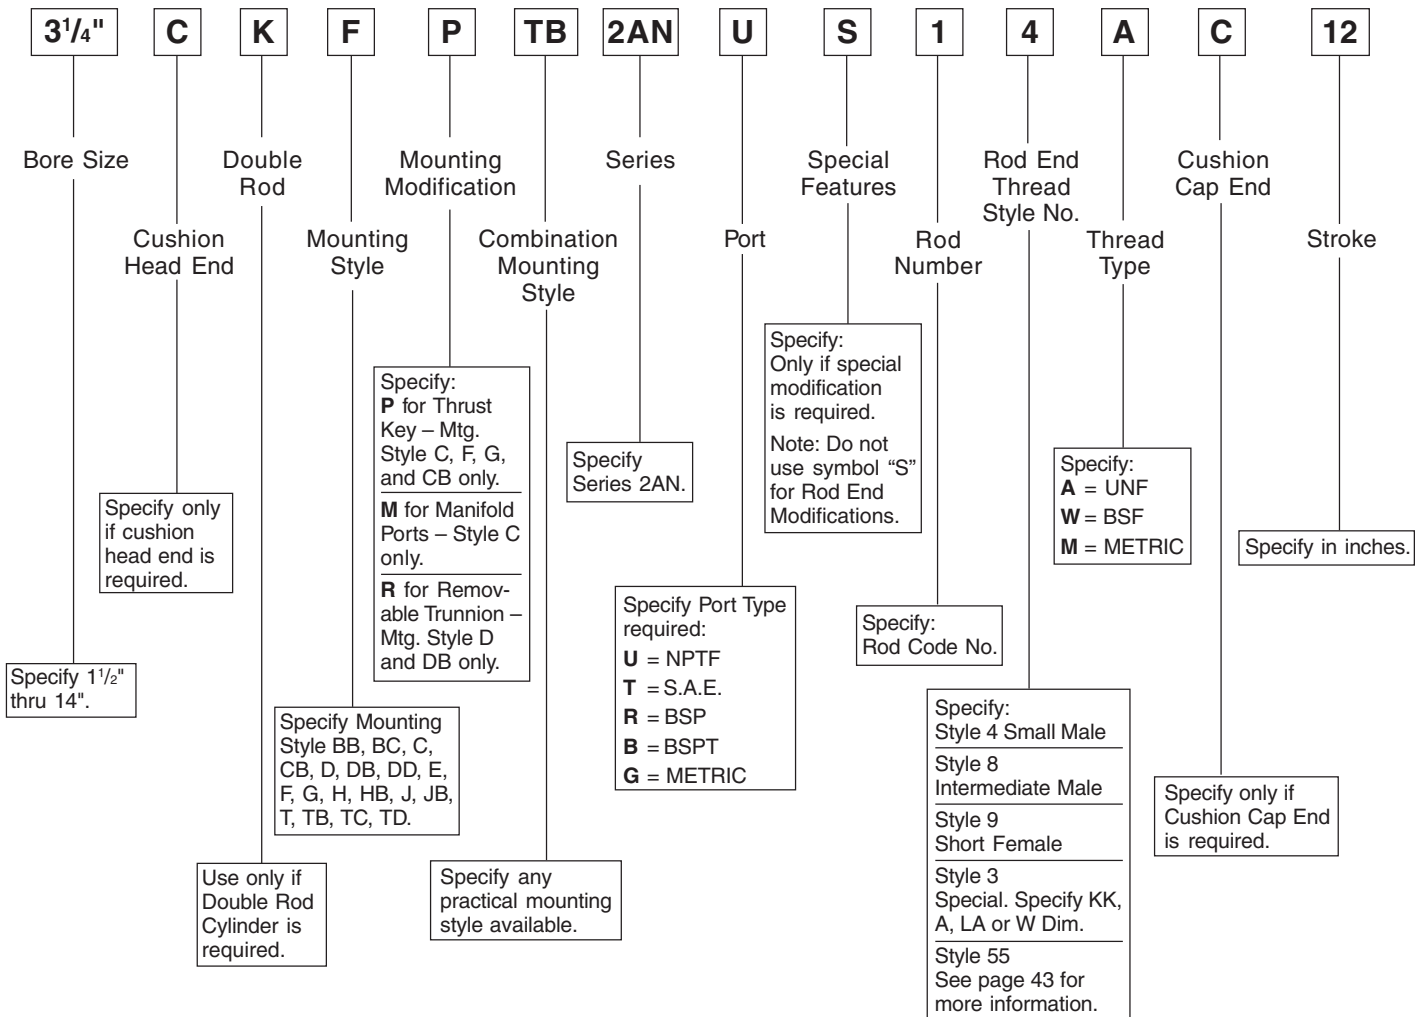 3 1/4" C K F P TB 2AN U S 1 4 A C 12
Bore Size
Cushion
Head End
Double
Rod
Mounting
Style
Mounting
Modification
Combination
Mounting
Style
Series
Port
Special
Features
Rod
Number
Rod End
Thread
Style No.
Thread
Type
Cushion
Cap End
Stroke
Specify 1 1/2"
thru 14".
Specify only
if cushion
head end is
required.
Use only if
Double Rod
Cylinder is
required.
Specify Mounting
Style BB, BC, C,
CB, D, DB, DD, E,
F, G, H, HB, J, JB,
T, TB, TC, TD.
Specify:
P for Thrust
Key – Mtg.
Style C, F, G,
and CB only.
M for Manifold
Ports – Style C
only.
R for Remov-
able Trunnion –
Mtg. Style D
and DB only.
Specify any
practical mounting
style available.
Specify
Series 2AN.
Specify Port Type
required:
U = NPTF
T = S.A.E.
R = BSP
B = BSPT
G = METRIC
Specify:
Only if special
modification
is required.
Note: Do not
use symbol “S”
for Rod End
Modifications.
Specify:
Rod Code No.
Specify:
Style 4 Small Male
Style 8
Intermediate Male
Style 9
Short Female
Style 3
Special. Specify KK,
A, LA or W Dim.
Style 55
See page 43 for
more information.
Specify:
A = UNF
W = BSF
M = METRIC
Specify only if
Cushion Cap End
is required.
Specify in inches.